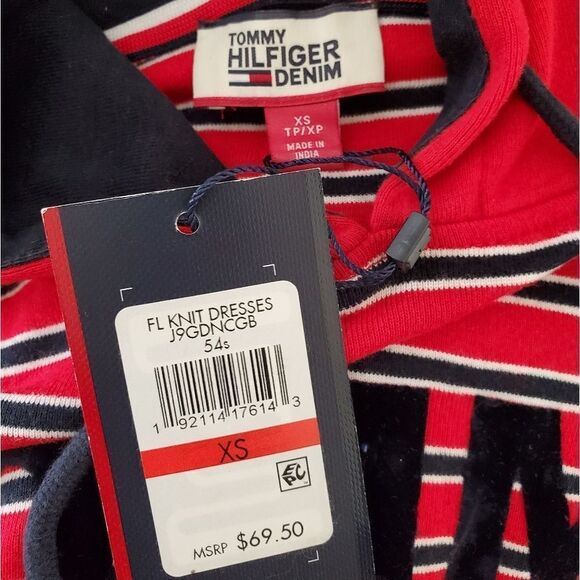 TOMMY
HILFIGER
DENIM
XS
TP/XP
MADE IN
INDIA
FL KNIT DRESSES
J9GDNCGB
54s
1 92114 17614 3
XS
EPC
MSRP $69.50